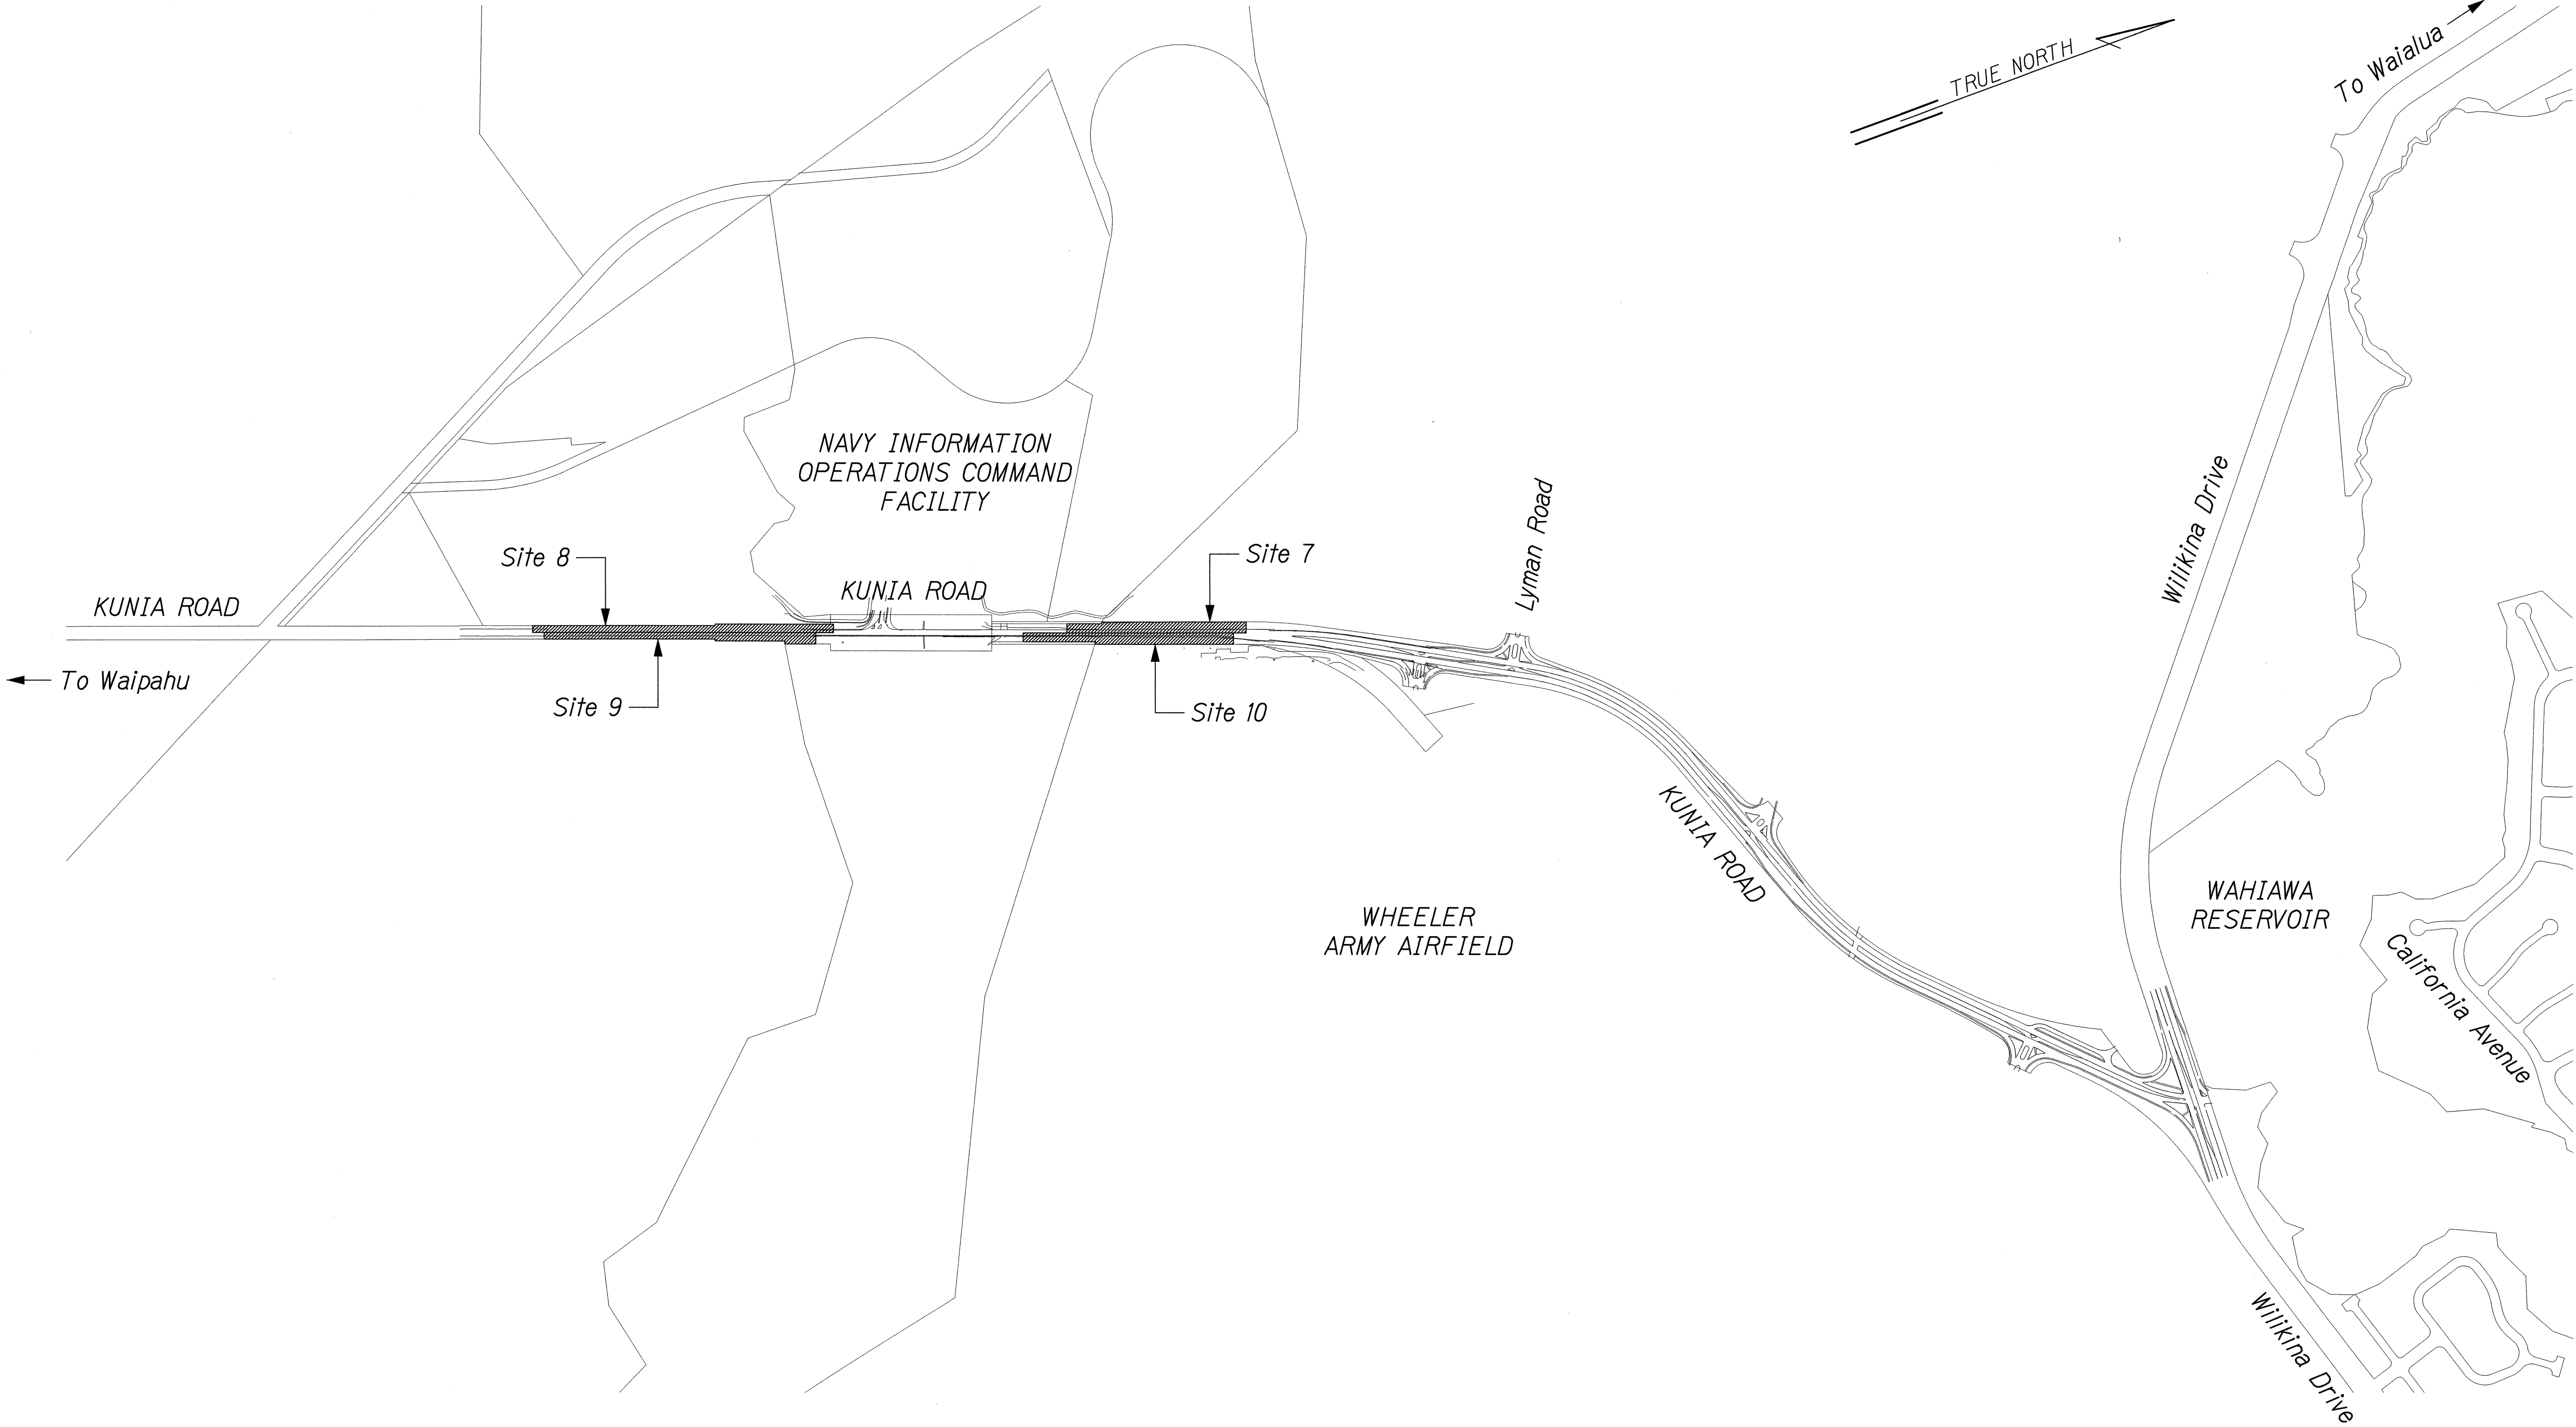 To Waialua
TRUE NORTH
NAVY INFORMATION
OPERATIONS COMMAND
FACILITY
Wilikina Drive
Lyman Road
Site 8
Site 7
KUNIA ROAD
KUNIA ROAD
To Waipahu
Site 9
Site 10
KUNIA ROAD
WHEELER
ARMY AIRFIELD
WAHIAWA
RESERVOIR
California Avenue
Wilikina Drive